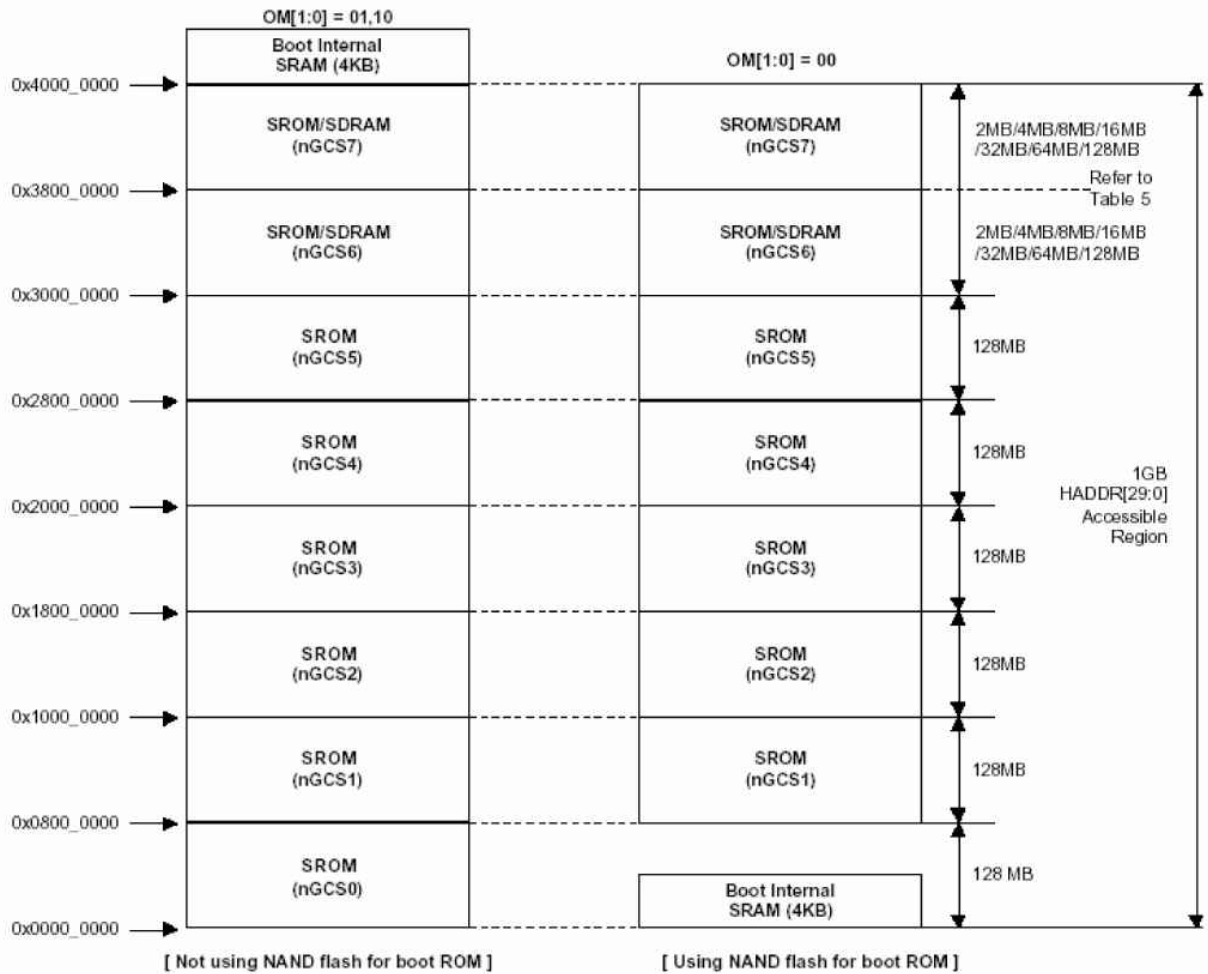 OM[1:0] = 01,10
Boot Internal
SRAM (4KB)
OM[1:0] = 00
0x4000_0000
SROM/SDRAM
(nGCS7)
SROM/SDRAM
(nGCS7)
2MB/4MB/8MB/16MB
/32MB/64MB/128MB
0x3800_0000
Refer to
Table 5
SROM/SDRAM
(nGCS6)
SROM/SDRAM
(nGCS6)
2MB/4MB/8MB/16MB
/32MB/64MB/128MB
0x3000_0000
SROM
(nGCS5)
SROM
(nGCS5)
128MB
0x2800_0000
SROM
(nGCS4)
SROM
(nGCS4)
128MB
1GB
HADDR[29:0]
Accessible
Region
0x2000_0000
SROM
(nGCS3)
SROM
(nGCS3)
128MB
0x1800_0000
SROM
(nGCS2)
SROM
(nGCS2)
128MB
0x1000_0000
SROM
(nGCS1)
SROM
(nGCS1)
128MB
0x0800_0000
SROM
(nGCS0)
128 MB
Boot Internal
SRAM (4KB)
0x0000_0000
[ Not using NAND flash for boot ROM ]
[ Using NAND flash for boot ROM ]